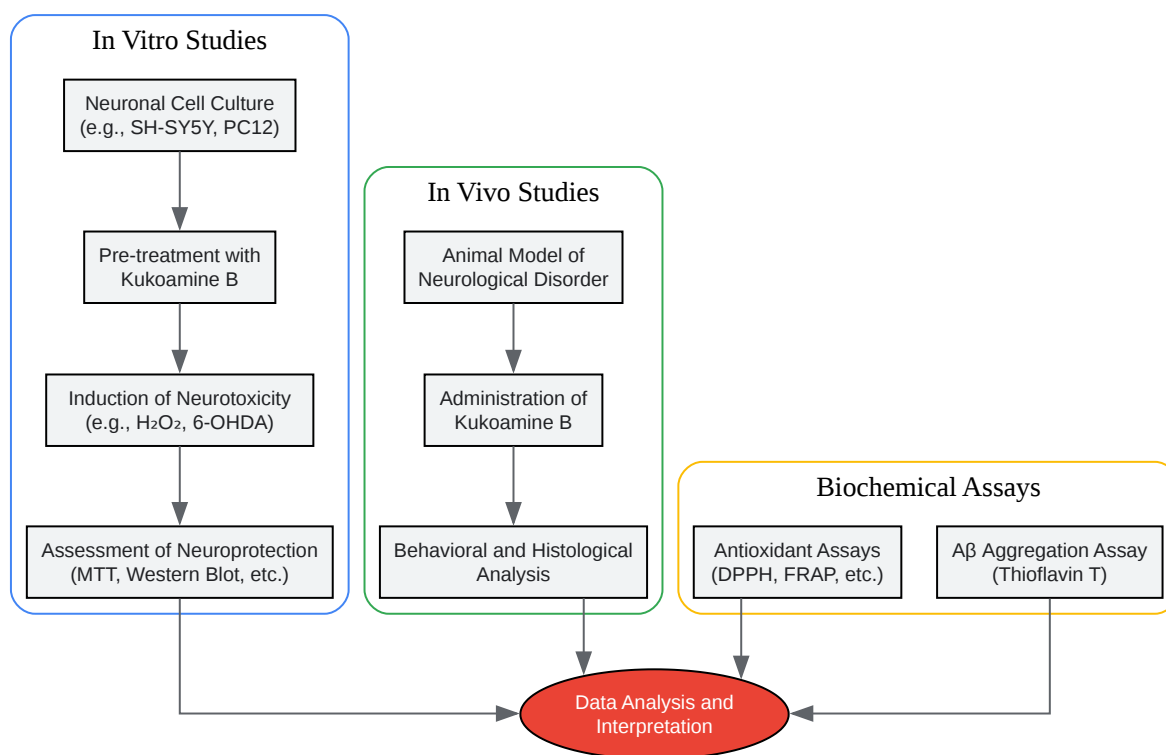 In Vitro Studies
Neuronal Cell Culture
(e.g., SH-SY5Y, PC12)
Pre-treatment with
Kukoamine B
Induction of Neurotoxicity
(e.g., H₂O₂, 6-OHDA)
Assessment of Neuroprotection
(MTT, Western Blot, etc.)
In Vivo Studies
Animal Model of
Neurological Disorder
Administration of
Kukoamine B
Behavioral and Histological
Analysis
Biochemical Assays
Antioxidant Assays
(DPPH, FRAP, etc.)
Aβ Aggregation Assay
(Thioflavin T)
Data Analysis and
Interpretation